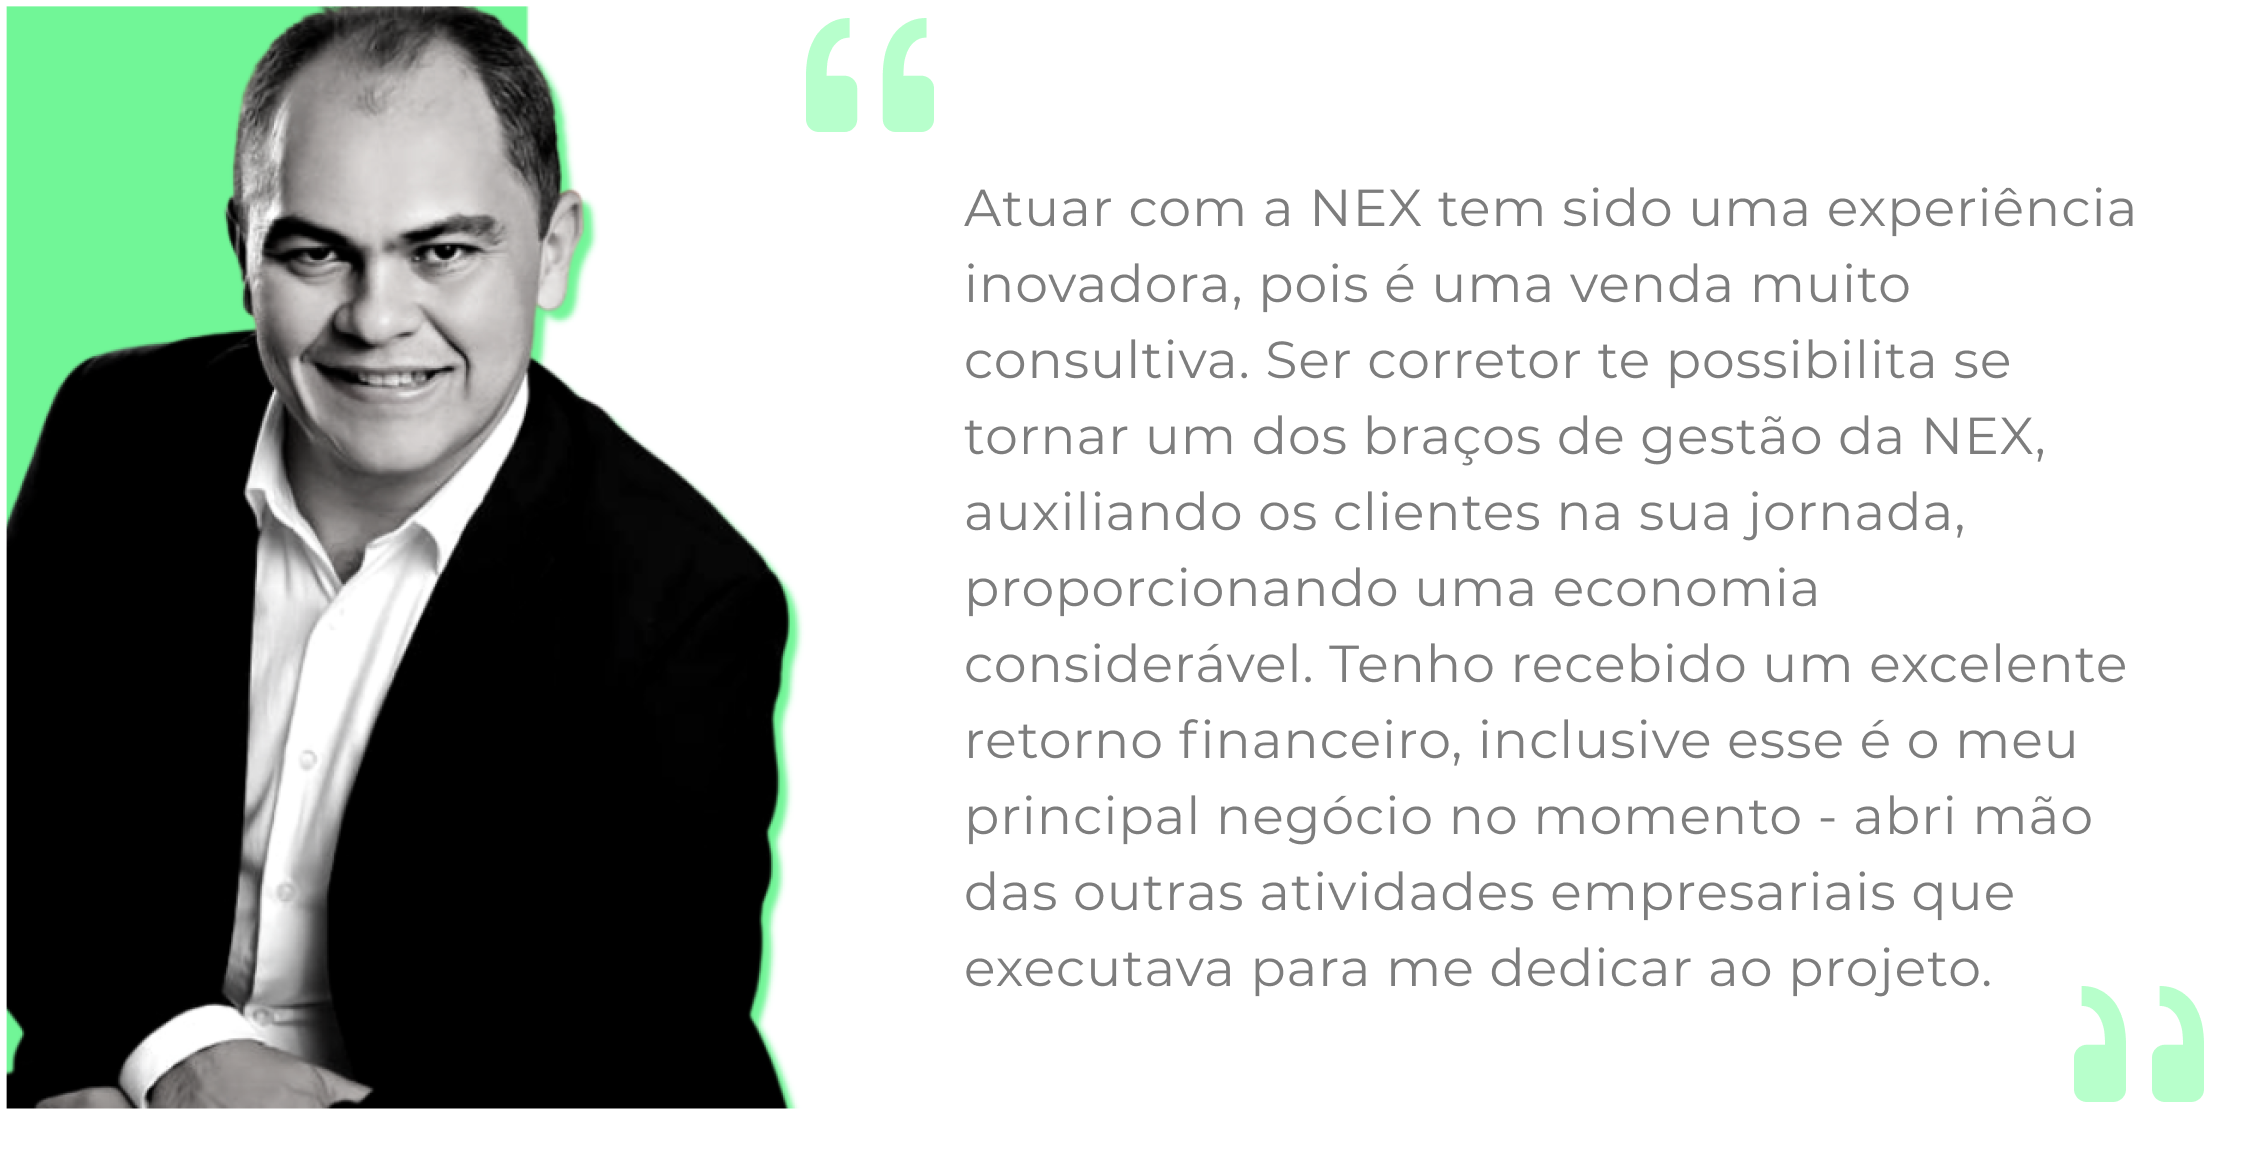 Atuar com a NEX tem sido uma experiência
inovadora, pois é uma venda muito
consultiva. Ser corretor te possibilita se
tornar um dos braços de gestão da NEX,
auxiliando os clientes na sua jornada,
proporcionando uma economia
considerável. Tenho recebido um excelente
retorno financeiro, inclusive esse é o meu
principal negócio no momento - abri mão
das outras atividades empresariais que
executava para me dedicar ao projeto.